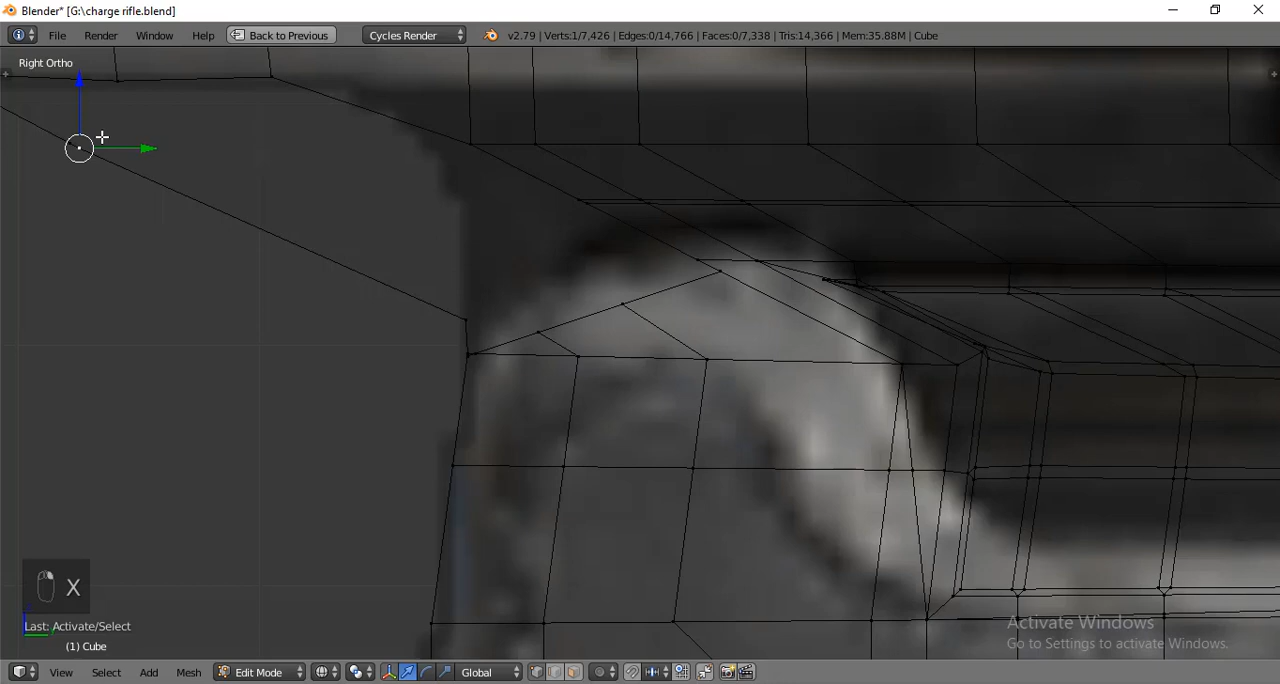 Blender* [G:\charge rifle.blend]
File Render Window Help Back to Previous Cycles Render v2.79 | Verts:1/7,426 | Edges:0/14,766 | Faces:0/7,338 | Tris:14,366 | Mem:35.88M | Cube
Right Ortho
X
Last: Activate/Select
(1) Cube
Activate Windows
Go to Settings to activate Windows.
View Select Add Mesh Edit Mode Global